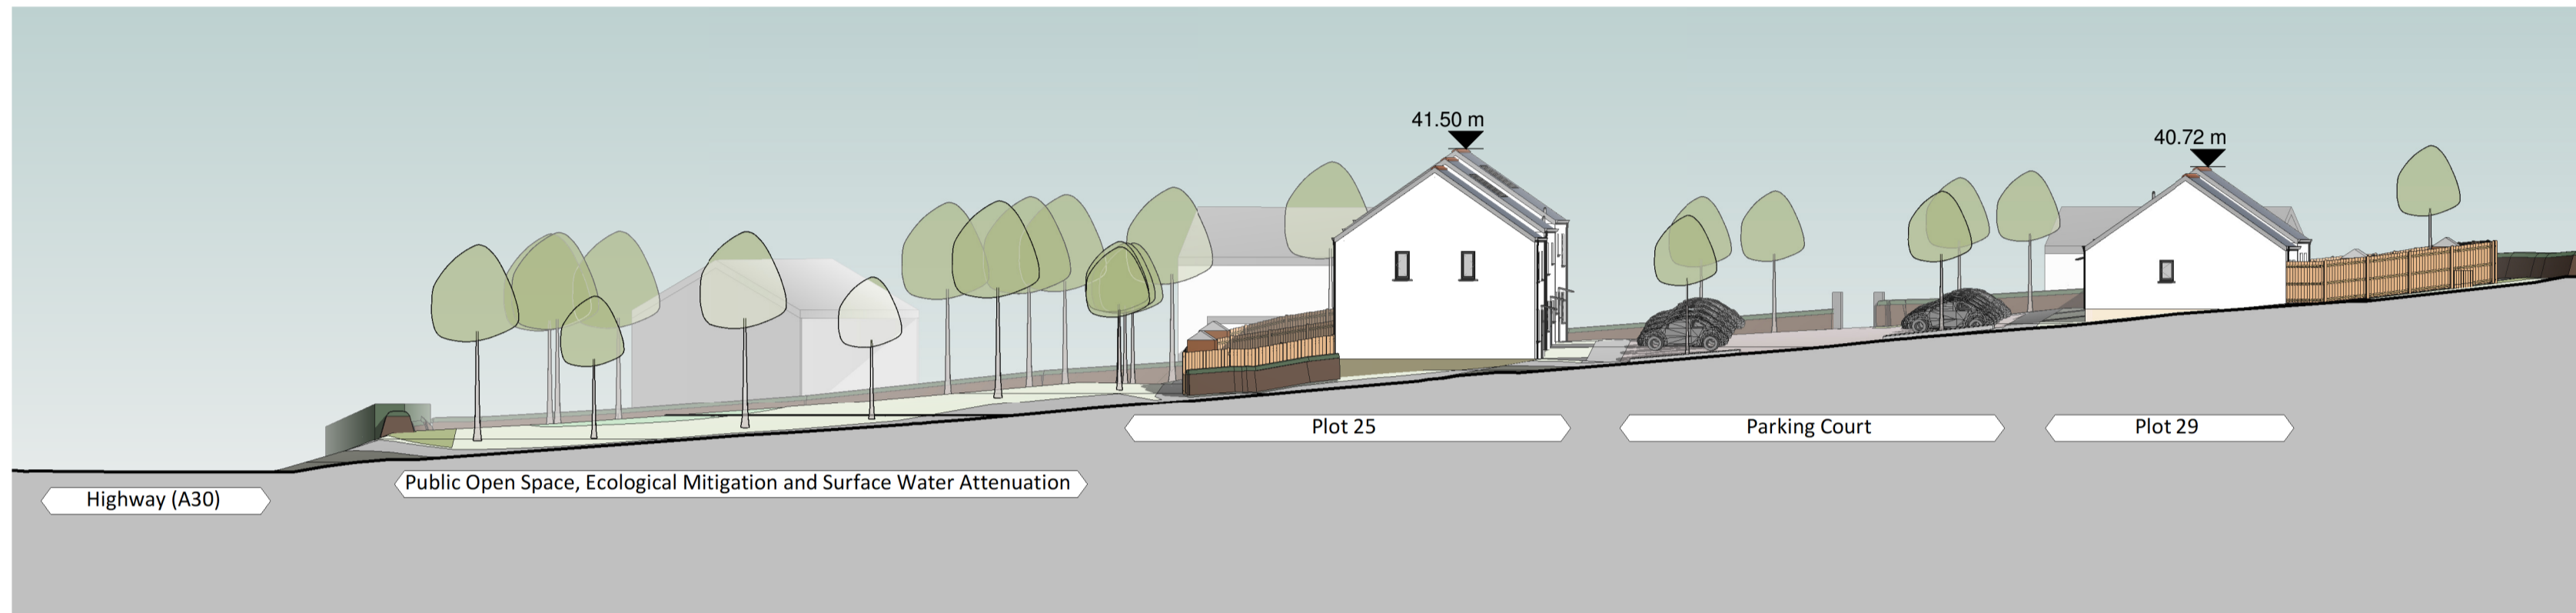 41.50 m
40.72 m
Plot 25
Parking Court
Plot 29
Public Open Space, Ecological Mitigation and Surface Water Attenuation
Highway (A30)